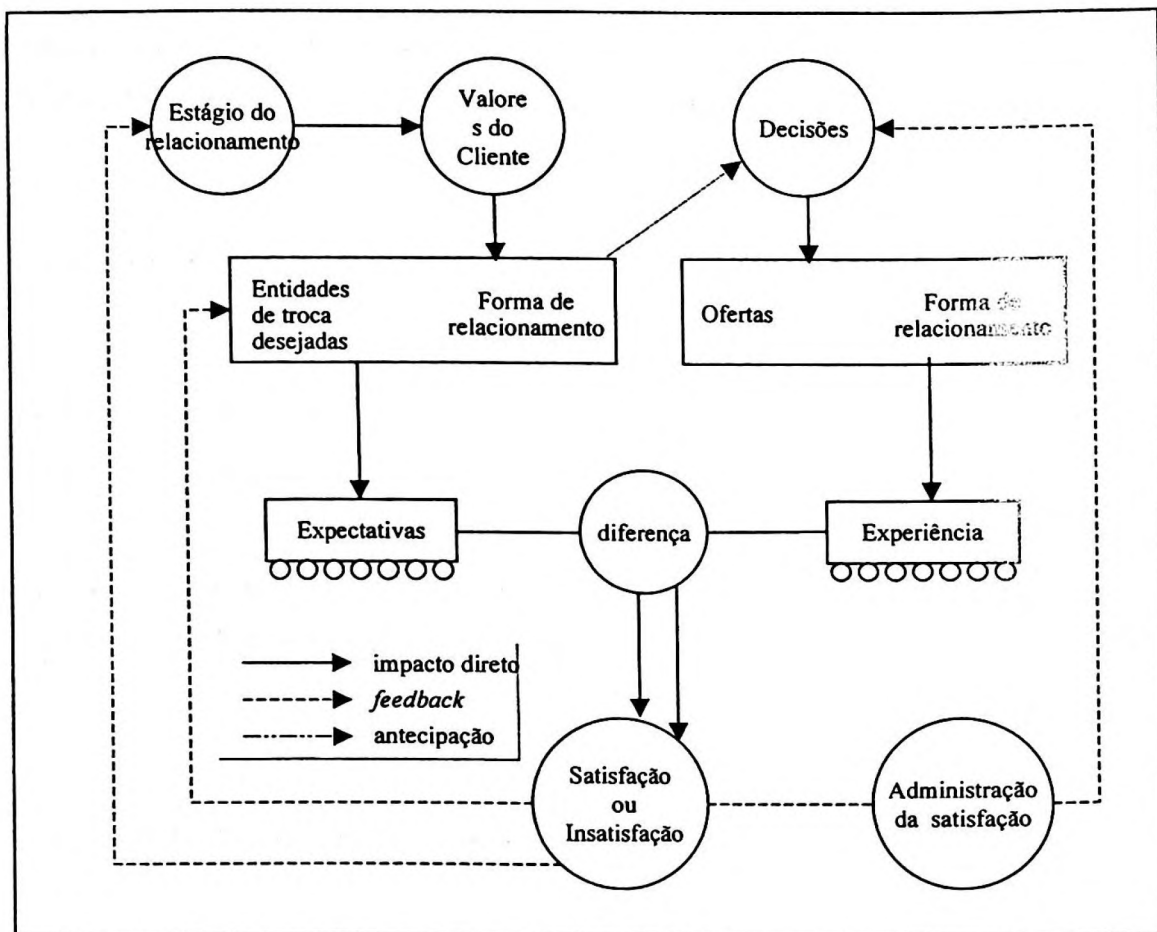 Estágio do
relacionamento
Valore
s do
Cliente
Decisões
Entidades
de troca
desejadas
Forma de
relacionamento
Ofertas
Forma de
relacionamento
Expectativas
diferença
Experiência
impacto direto
feedback
antecipação
Satisfação
ou
Insatisfação
Administração
da satisfação